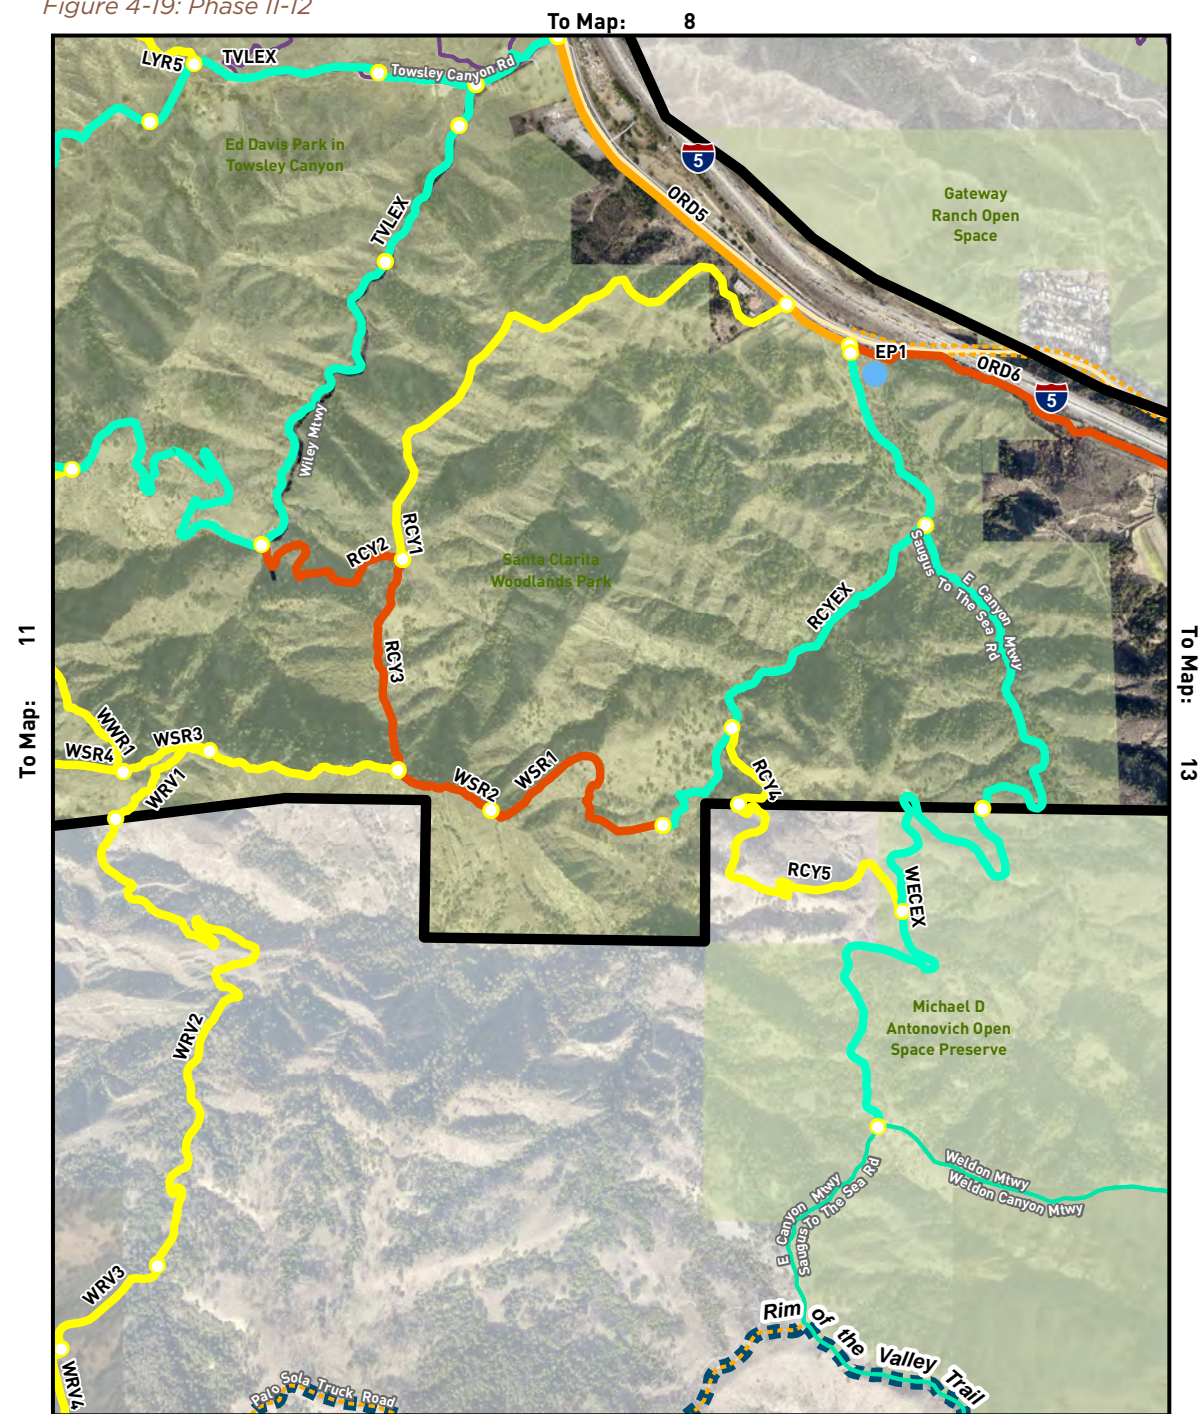 Figure 4-19: Phase 11-12
To Map: 8
LYR5
TVLEX
Towsley Canyon Rd
Ed Davis Park in
Towsley Canyon
5
ORD5
Gateway
Ranch Open
Space
TVLEX
EP1
ORD6
5
Wiley Mtwy
RCY2
RCY1
Santa Clarita
Woodlands Park
Saugus To The Sea Rd
E Canyon Mtwy
RCYEX
RCY3
To Map: 11
To Map: 13
WWR1
WSR4
WSR3
WRV1
WSR2
WSR1
RCY4
RCY5
WECEX
WRV2
Michael D
Antonovich Open
Space Preserve
Weldon Mtwy
Weldon Canyon Mtwy
E Canyon Mtwy
Saugus To The Sea Rd
WRV3
Rim of the Valley Trail
WRV4
Palo Sola Truck Road